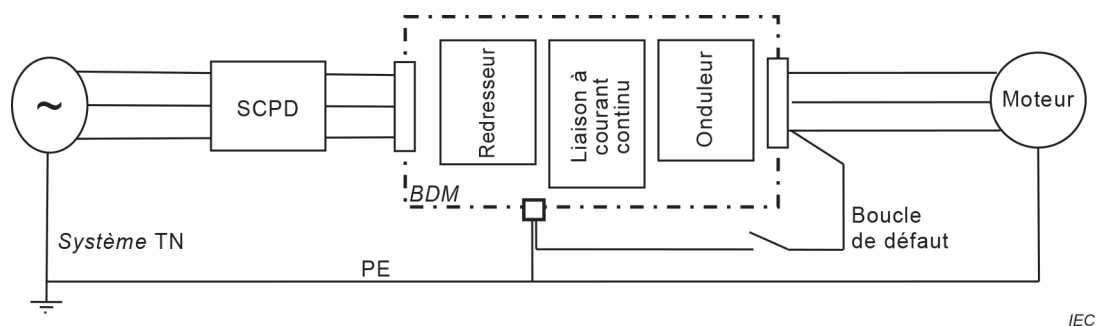 ~
SCPD
Redresseur
Liaison à
courant
continu
Onduleur
Moteur
BDM
Système TN
PE
Boucle
de défaut
IEC